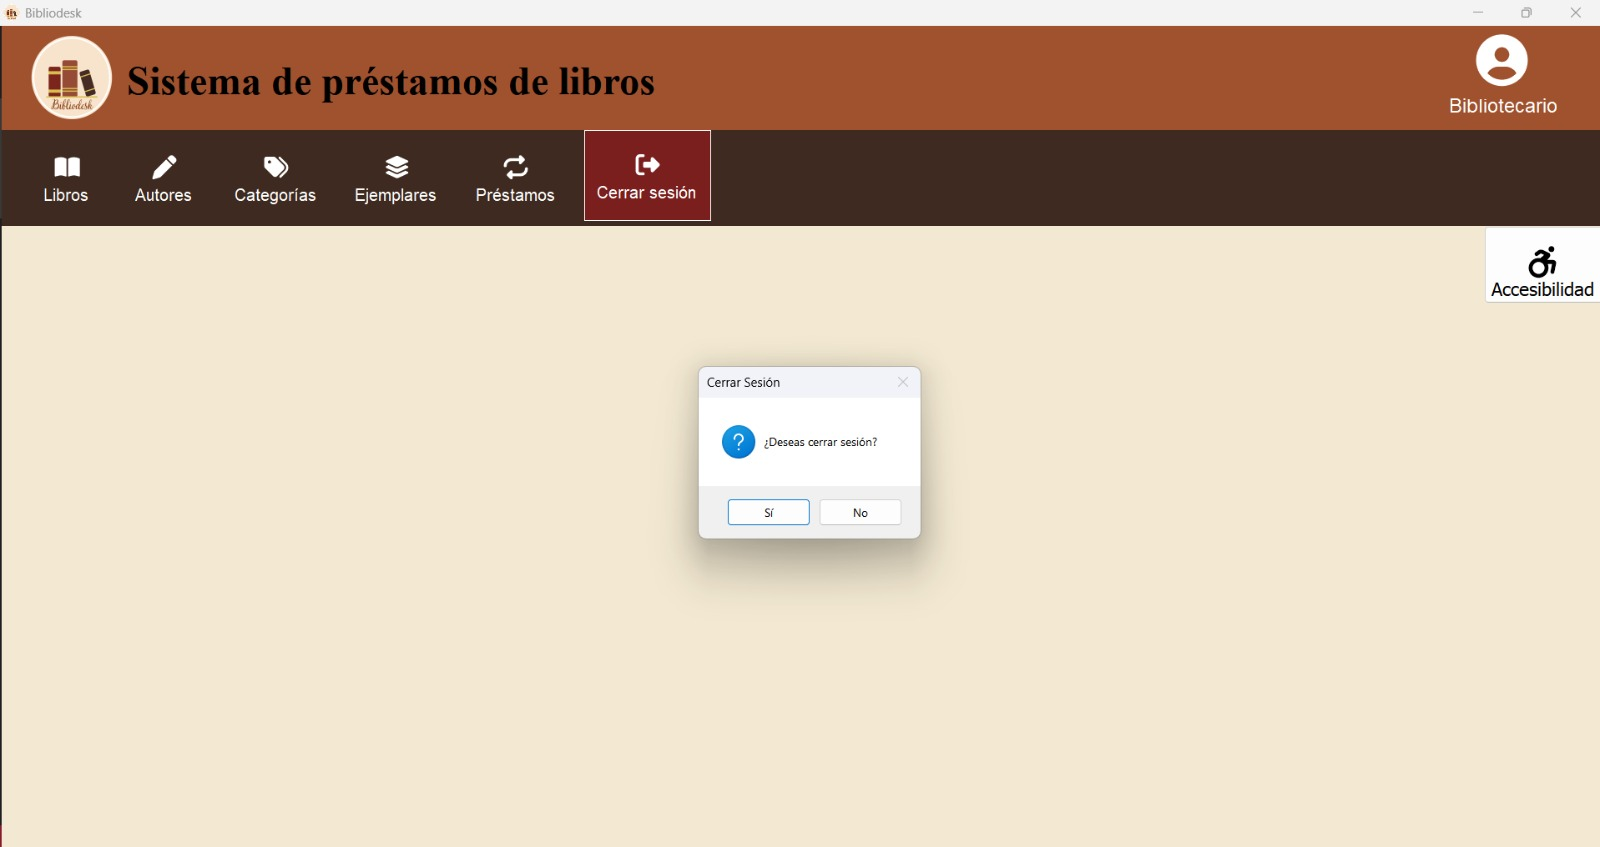 Bibliodesk
Bibliodesk
Sistema de préstamos de libros
Bibliotecario
Libros
Autores
Categorías
Ejemplares
Préstamos
Cerrar sesión
Accesibilidad
Cerrar Sesión
¿Deseas cerrar sesión?
Sí
No